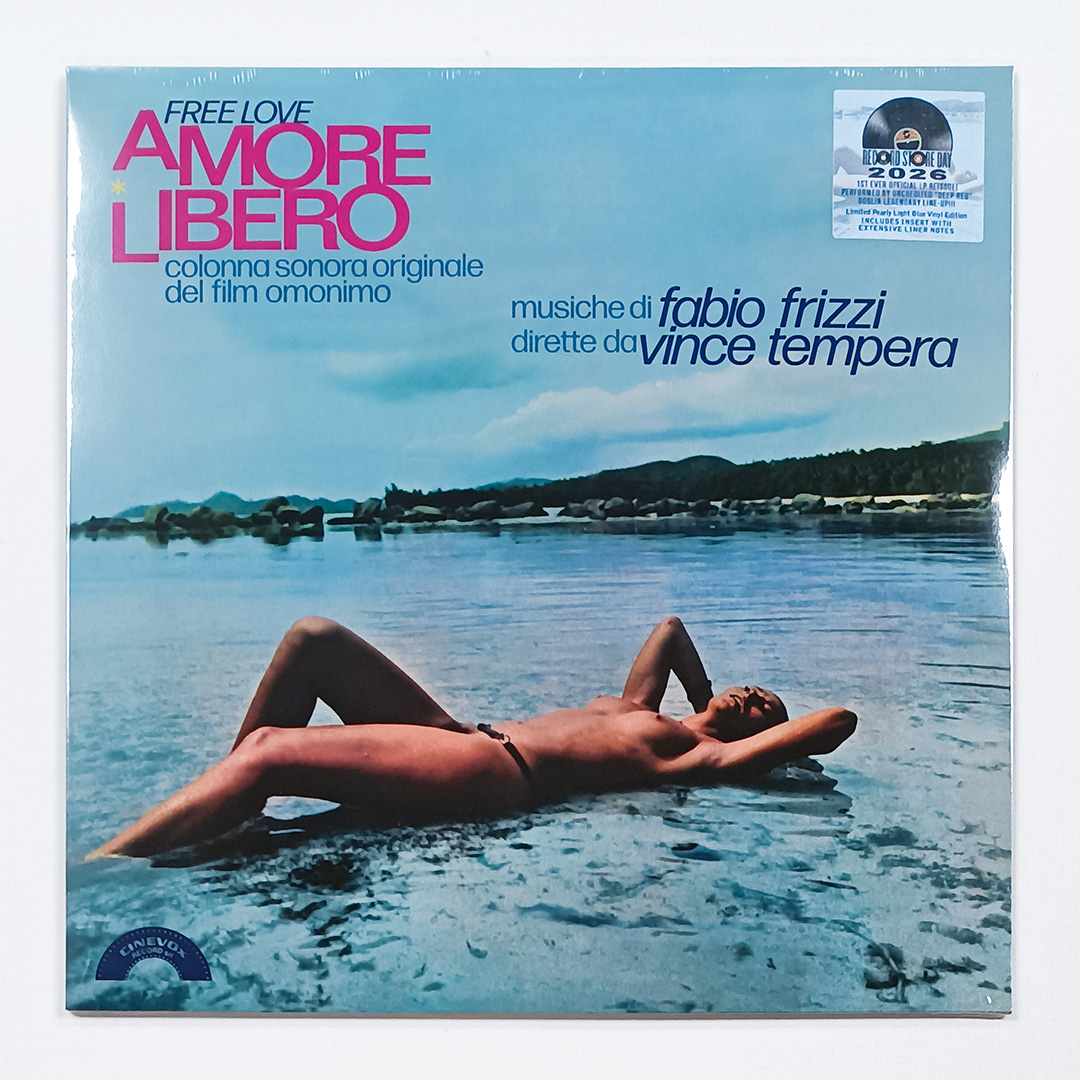 FREE LOVE
AMORE
LIBERO
colonna sonora originale
del film omonimo
RECORD STORE DAY
2026
1ST EVER OFFICIAL LP REISSUE!
PERFORMED BY UNCREDITED "DEEP RED"
GOBLIN LEGENDARY LINE-UP!!!
Limited Pearly Light Blue Vinyl Edition
INCLUDES INSERT WITH
EXTENSIVE LINER NOTES
musiche di fabio frizzi
dirette da vince tempera
CINEVOX
RECORD